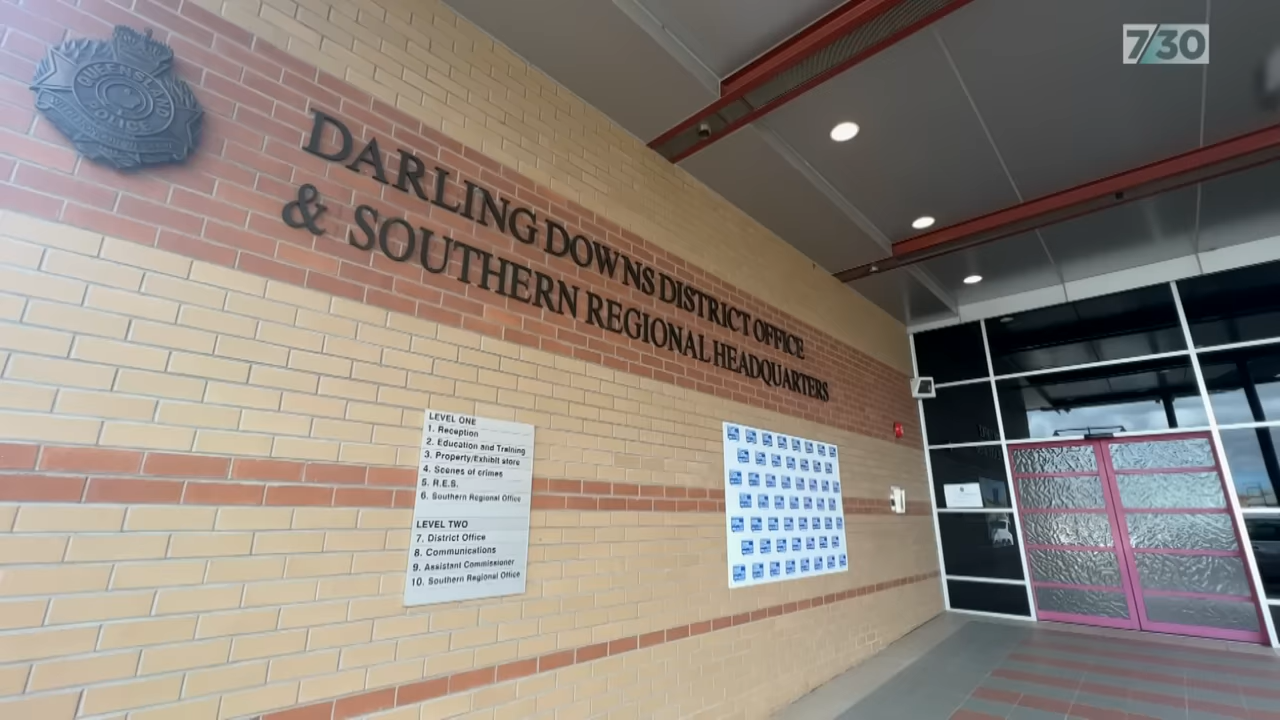 7/30
QUEENSLAND
POLICE
DARLING DOWNS DISTRICT OFFICE
& SOUTHERN REGIONAL HEADQUARTERS
LEVEL ONE
1. Reception
2. Education and Training
3. Property/Exhibit store
4. Scenes of crimes
5. R.E.S.
6. Southern Regional Office
LEVEL TWO
7. District Office
8. Communications
9. Assistant Commissioner
10. Southern Regional Office